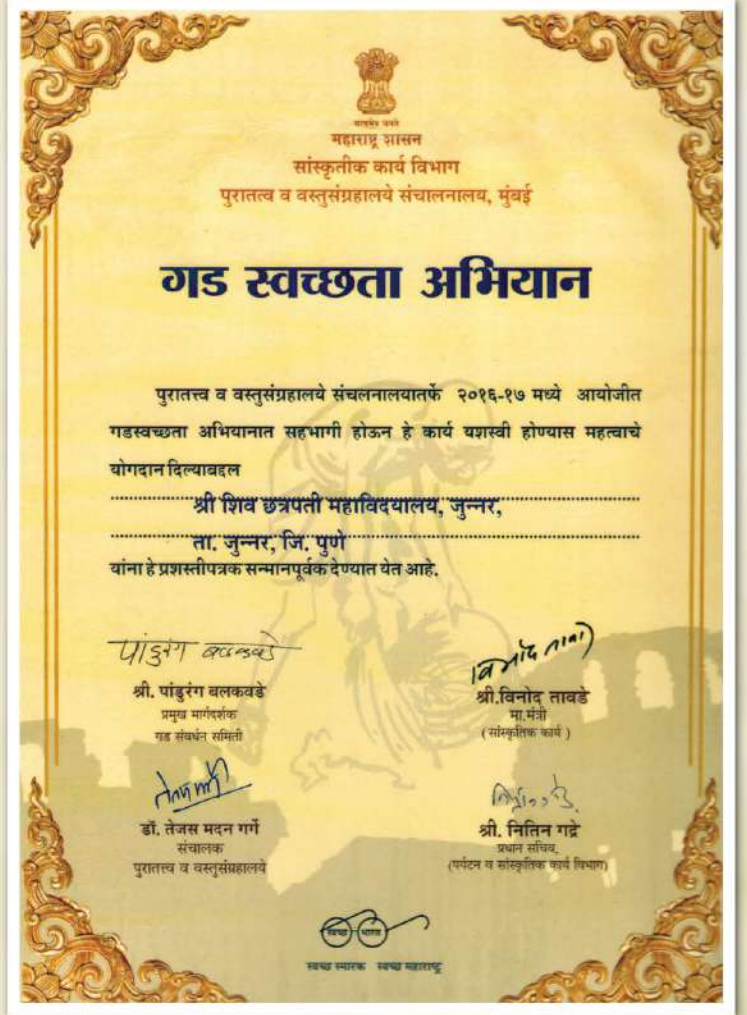 सत्यमेव जयते
महाराष्ट्र शासन
सांस्कृतीक कार्य विभाग
पुरातत्व व वस्तुसंग्रहालये संचालनालय, मुंबई
गड स्वच्छता अभियान
पुरातत्त्व व वस्तुसंग्रहालये संचलनालयातर्फे २०१६-१७ मध्ये आयोजीत
गडस्वच्छता अभियानात सहभागी होऊन हे कार्य यशस्वी होण्यास महत्वाचे
योगदान दिल्याबद्दल
श्री शिव छत्रपती महाविदयालय, जुन्नर,
ता. जुन्नर, जि. पुणे
यांना हे प्रशस्तीपत्रक सन्मानपूर्वक देण्यात येत आहे.
पांडुरंग बलकवडे
श्री. पांडुरंग बलकवडे
प्रमुख मार्गदर्शक
गड संवर्धन समिती
विनोद तावडे
श्री.विनोद तावडे
मा.मंत्री
( सांस्कृतिक कार्य )
डॉ. तेजस मदन गर्गे
संचालक
पुरातत्त्व व वस्तुसंग्रहालये
श्री. नितिन गद्रे
प्रधान सचिव,
(पर्यटन व सांस्कृतिक कार्य विभाग)
स्वच्छ भारत
स्वच्छ स्मारक स्वच्छ महाराष्ट्र